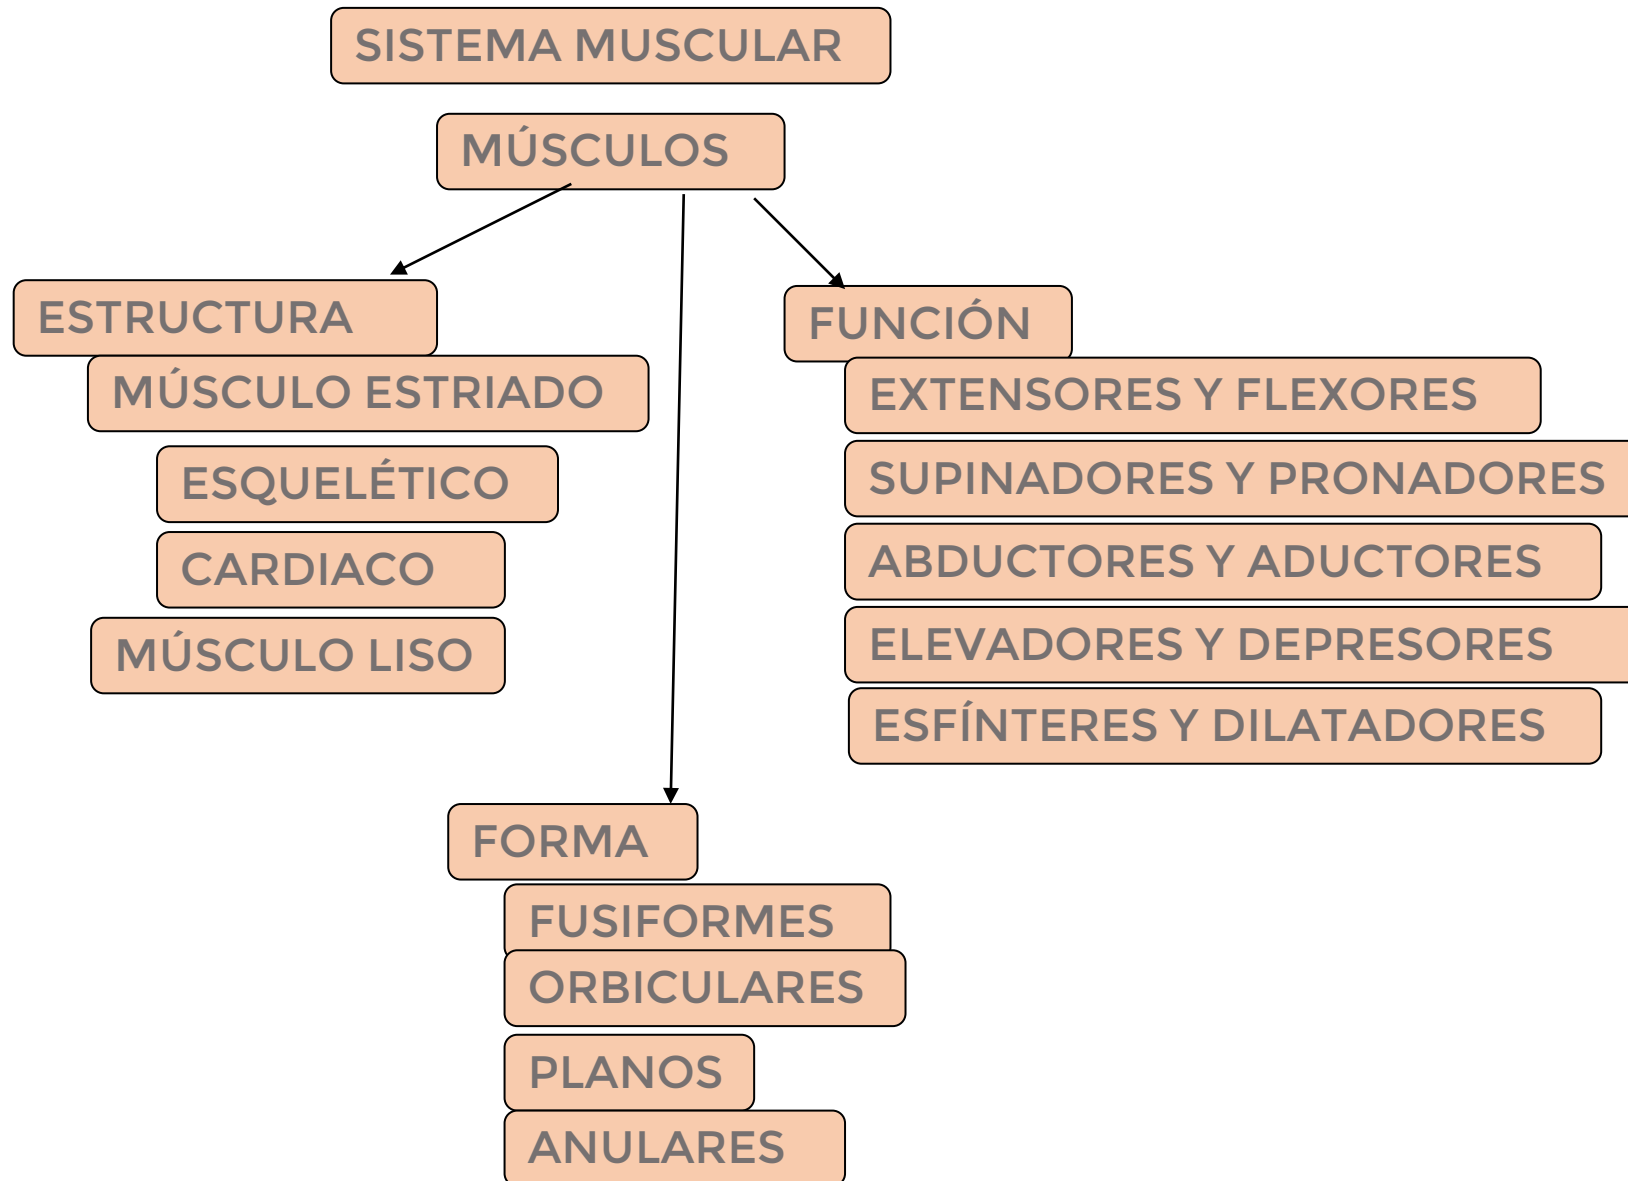 SISTEMA MUSCULAR
MÚSCULOS
ESTRUCTURA
MÚSCULO ESTRIADO
ESQUELÉTICO
CARDIACO
MÚSCULO LISO
FUNCIÓN
EXTENSORES Y FLEXORES
SUPINADORES Y PRONADORES
ABDUCTORES Y ADUCTORES
ELEVADORES Y DEPRESORES
ESFÍNTERES Y DILATADORES
FORMA
FUSIFORMES
ORBICULARES
PLANOS
ANULARES